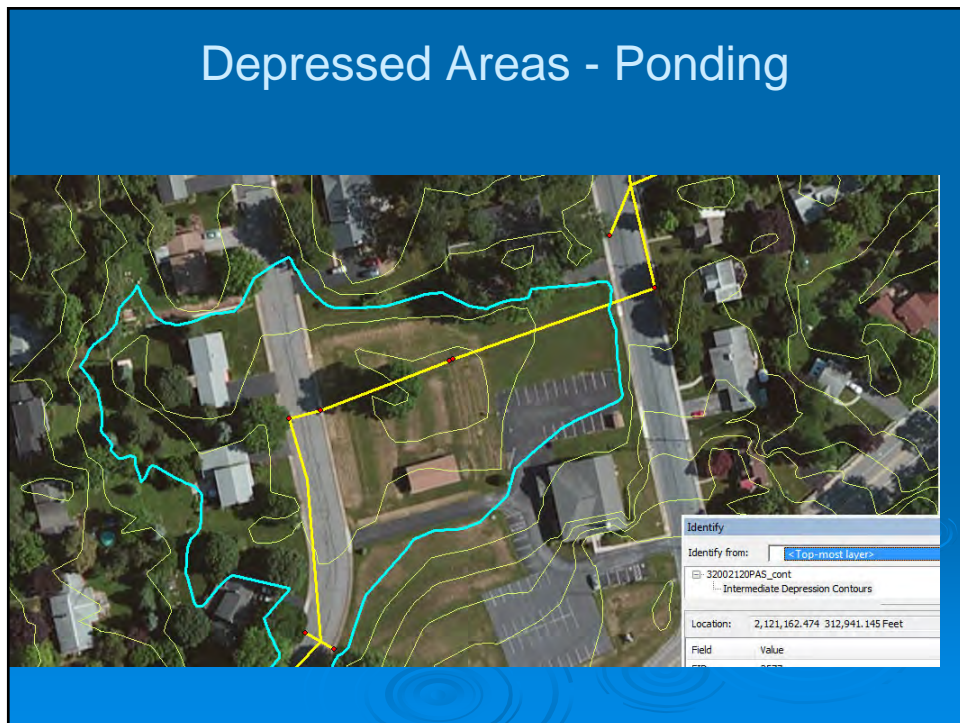 Depressed Areas - Ponding
Identify
Identify from: <Top-most layer>
32002120PAS_cont
Intermediate Depression Contours
Location: 2,121,162.474 312,941.145 Feet
Field Value